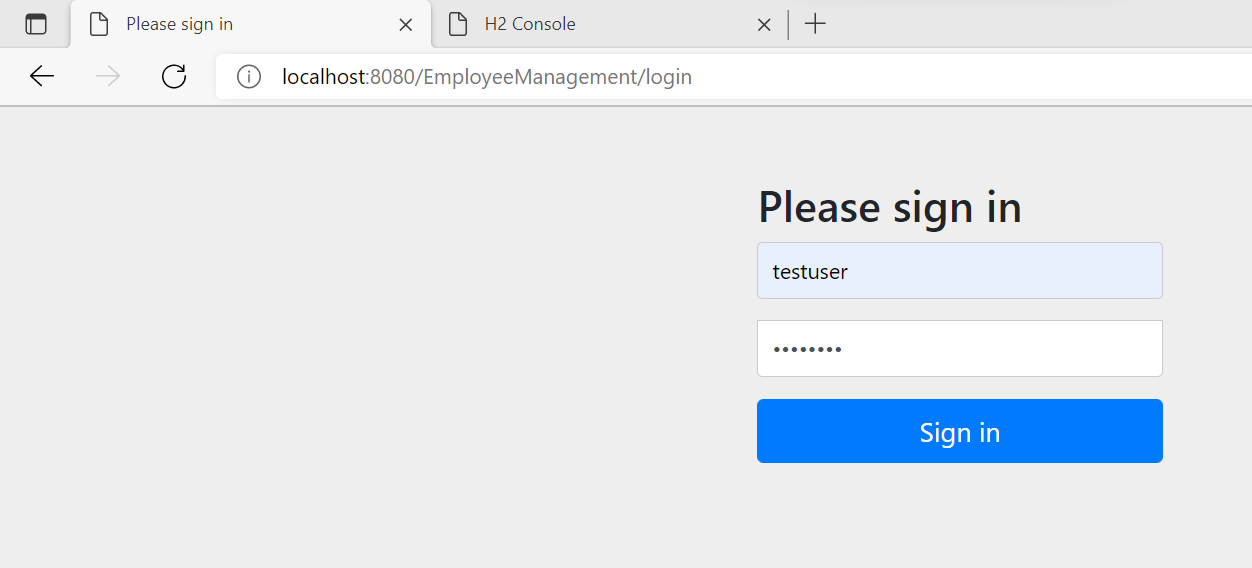 Please sign in
H2 Console
localhost:8080/EmployeeManagement/login
Please sign in
testuser
••••••••
Sign in